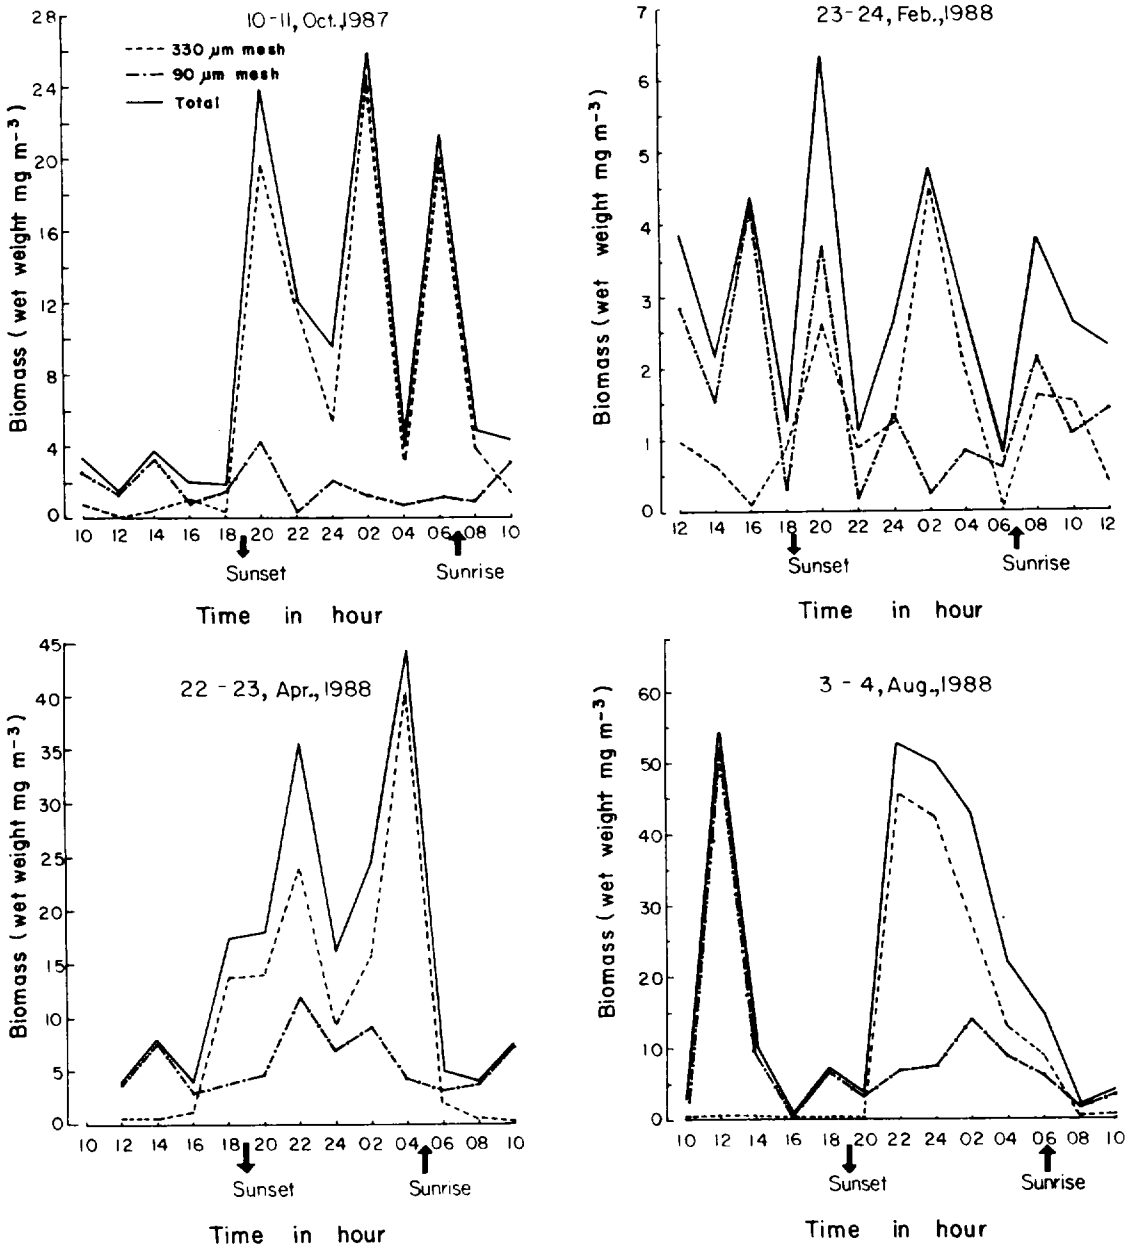 10-11, Oct.,1987
330 µm mesh
90 µm mesh
Total
Biomass ( wet weight mg m⁻³ )
28
24
20
16
12
8
4
0
10 12 14 16 18 20 22 24 02 04 06 08 10
Sunset Sunrise
Time in hour
23-24, Feb.,1988
Biomass ( wet weight mg m⁻³ )
7
6
5
4
3
2
1
0
12 14 16 18 20 22 24 02 04 06 08 10 12
Sunset Sunrise
Time in hour
22-23, Apr.,1988
Biomass ( wet weight mg m⁻³ )
45
40
35
30
25
20
15
10
5
0
10 12 14 16 18 20 22 24 02 04 06 08 10
Sunset Sunrise
Time in hour
3-4, Aug.,1988
Biomass ( wet weight mg m⁻³ )
60
50
40
30
20
10
0
10 12 14 16 18 20 22 24 02 04 06 08 10
Sunset Sunrise
Time in hour